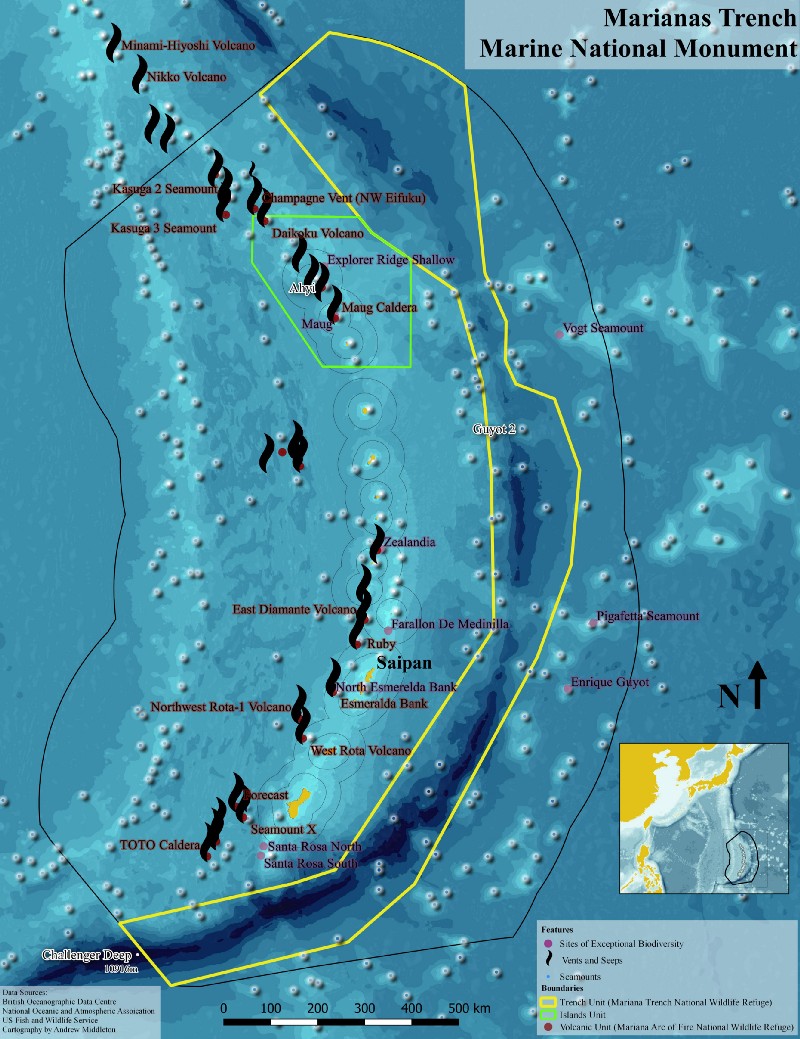 Marianas Trench
Marine National Monument
Minami-Hiyoshi Volcano
Nikko Volcano
Kasuga 2 Seamount
Champagne Vent (NW Eifuku)
Kasuga 3 Seamount
Daikoku Volcano
Explorer Ridge Shallow
Ahyi
Maug Caldera
Maug
Vogt Seamount
Guyot 2
Zealandia
East Diamante Volcano
Farallon De Medinilla
Pigafetta Seamount
Ruby
Saipan
North Esmerelda Bank
Enrique Guyot
Esmeralda Bank
N
Northwest Rota-1 Volcano
West Rota Volcano
Forecast
Seamount X
TOTO Caldera
Santa Rosa North
Santa Rosa South
Challenger Deep
10916m
Data Sources:
British Oceanographic Data Centre
National Oceanic and Atmospheric Assoication
US Fish and Wildlife Service
Cartography by Andrew Middleton
0 100 200 300 400 500 km
Features
Sites of Exceptional Biodiversity
Vents and Seeps
Seamounts
Boundaries
Trench Unit (Mariana Trench National Wildlife Refuge)
Islands Unit
Volcanic Unit (Mariana Arc of Fire National Wildlife Refuge)